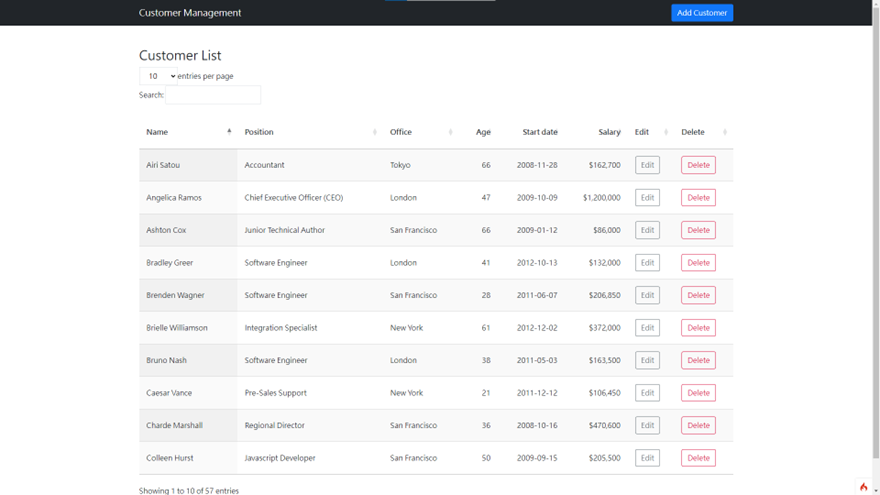 Customer Management Add Customer
Customer List
10 entries per page
Search:
Name Position Office Age Start date Salary Edit Delete
Airi Satou Accountant Tokyo 66 2008-11-28 $162,700 Edit Delete
Angelica Ramos Chief Executive Officer (CEO) London 47 2009-10-09 $1,200,000 Edit Delete
Ashton Cox Junior Technical Author San Francisco 66 2009-01-12 $86,000 Edit Delete
Bradley Greer Software Engineer London 41 2012-10-13 $132,000 Edit Delete
Brenden Wagner Software Engineer San Francisco 28 2011-06-07 $206,850 Edit Delete
Brielle Williamson Integration Specialist New York 61 2012-12-02 $372,000 Edit Delete
Bruno Nash Software Engineer London 38 2011-05-03 $163,500 Edit Delete
Caesar Vance Pre-Sales Support New York 21 2011-12-12 $106,450 Edit Delete
Charde Marshall Regional Director San Francisco 36 2008-10-16 $470,600 Edit Delete
Colleen Hurst Javascript Developer San Francisco 50 2009-09-15 $205,500 Edit Delete
Showing 1 to 10 of 57 entries